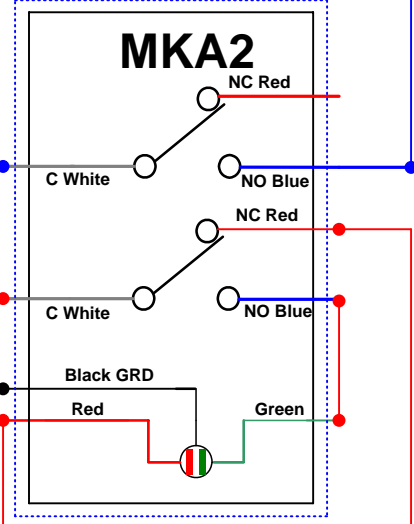 MKA2
NC Red
C White
NO Blue
NC Red
C White
NO Blue
Black GRD
Red
Green